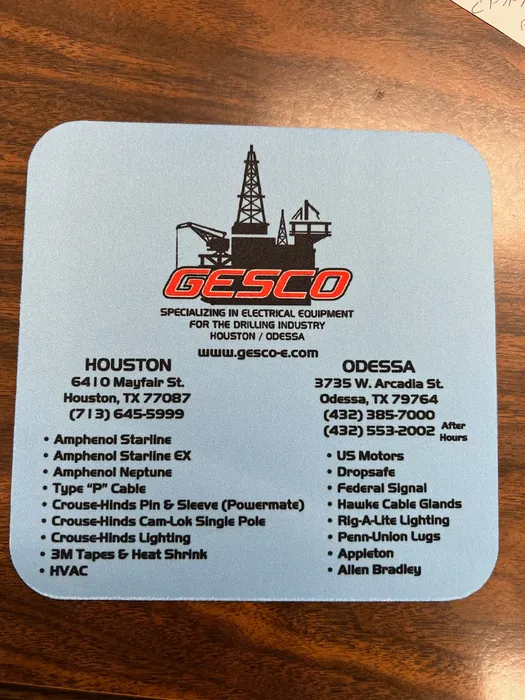 GESCO
SPECIALIZING IN ELECTRICAL EQUIPMENT
FOR THE DRILLING INDUSTRY
HOUSTON / ODESSA
www.gesco-e.com
HOUSTON
6410 Mayfair St.
Houston, TX 77087
(713) 645-5999
• Amphenol Starline
• Amphenol Starline EX
• Amphenol Neptune
• Type "P" Cable
• Crouse-Hinds Pin & Sleeve (Powermate)
• Crouse-Hinds Cam-Lok Single Pole
• Crouse-Hinds Lighting
• 3M Tapes & Heat Shrink
• HVAC
ODESSA
3735 W. Arcadia St.
Odessa, TX 79764
(432) 385-7000
(432) 553-2002 After Hours
• US Motors
• Dropsafe
• Federal Signal
• Hawke Cable Glands
• Rig-A-Lite Lighting
• Penn-Union Lugs
• Appleton
• Allen Bradley